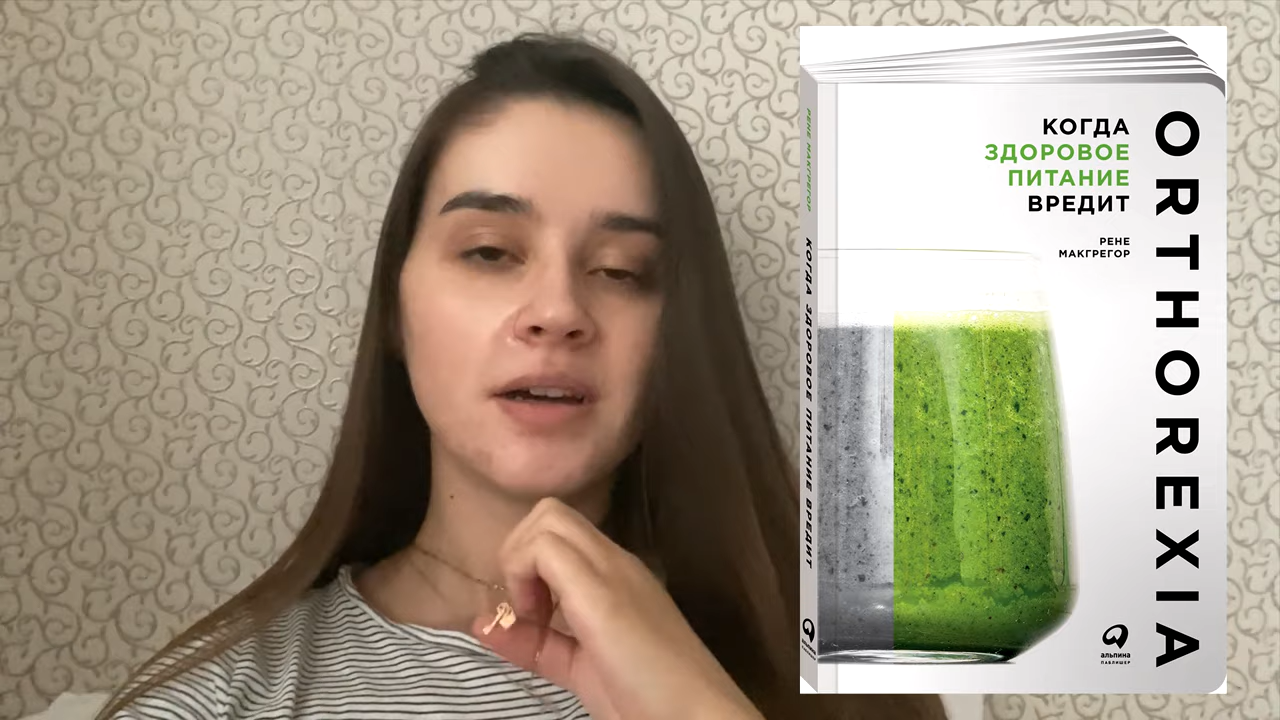 КОГДА
ЗДОРОВОЕ
ПИТАНИЕ
ВРЕДИТ
РЕНЕ
МАКГРЕГОР
ORTHOREXIA
РЕНЕ МАКГРЕГОР
КОГДА ЗДОРОВОЕ ПИТАНИЕ ВРЕДИТ
альпина
ПАБЛИШЕР